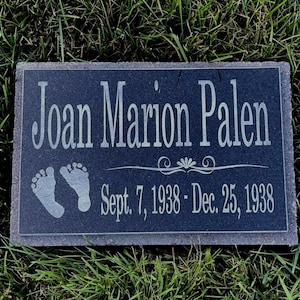 Joan Marion Palen
Sept. 7, 1938 - Dec. 25, 1938